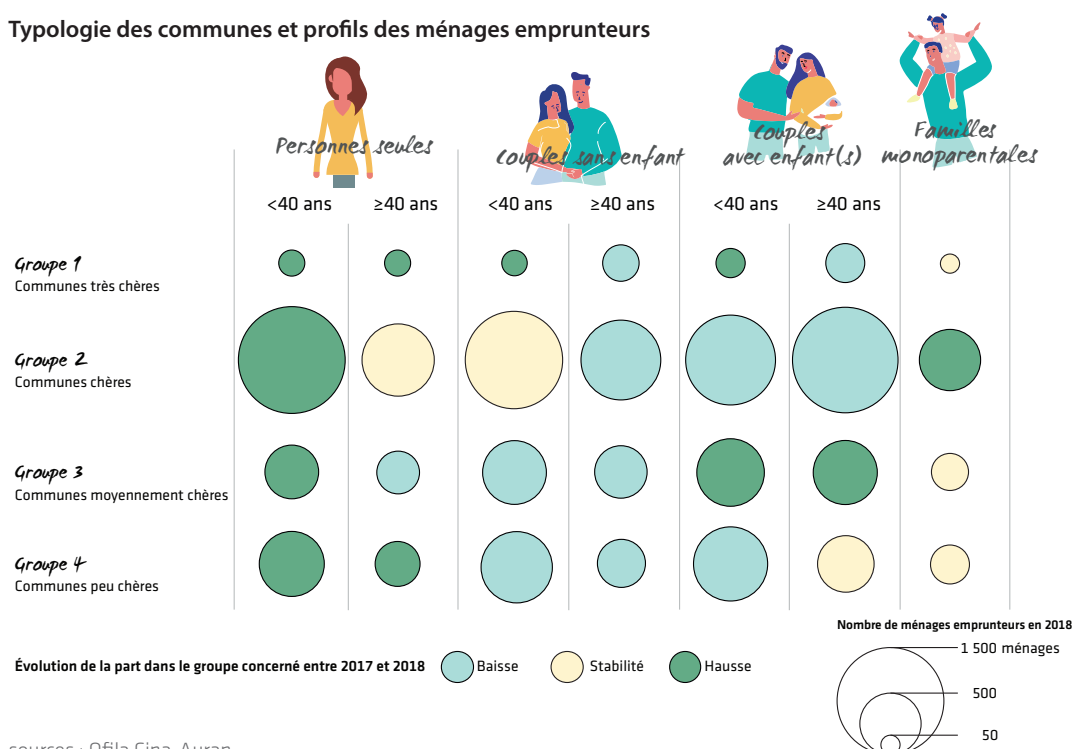 Typologie des communes et profils des ménages emprunteurs
Personnes seules
couples sans enfant
couples
avec enfant(s)
Familles
monoparentales
<40 ans
≥40 ans
<40 ans
≥40 ans
<40 ans
≥40 ans
Groupe 1
Communes très chères
Groupe 2
Communes chères
Groupe 3
Communes moyennement chères
Groupe 4
Communes peu chères
Nombre de ménages emprunteurs en 2018
1 500 ménages
500
50
Évolution de la part dans le groupe concerné entre 2017 et 2018
Baisse
Stabilité
Hausse